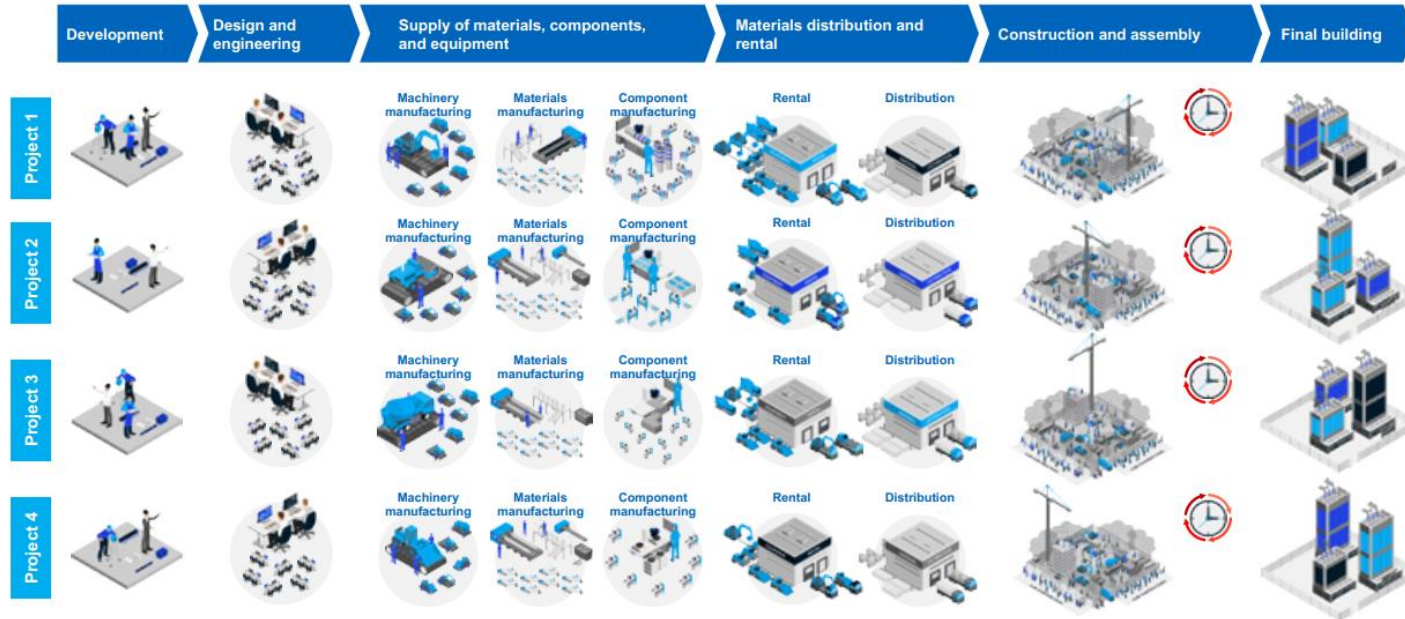 Development
Design and
engineering
Supply of materials, components,
and equipment
Materials distribution and
rental
Construction and assembly
Final building
Project 1
Machinery
manufacturing
Materials
manufacturing
Component
manufacturing
Rental
Distribution
Project 2
Machinery
manufacturing
Materials
manufacturing
Component
manufacturing
Rental
Distribution
Project 3
Machinery
manufacturing
Materials
manufacturing
Component
manufacturing
Rental
Distribution
Project 4
Machinery
manufacturing
Materials
manufacturing
Component
manufacturing
Rental
Distribution